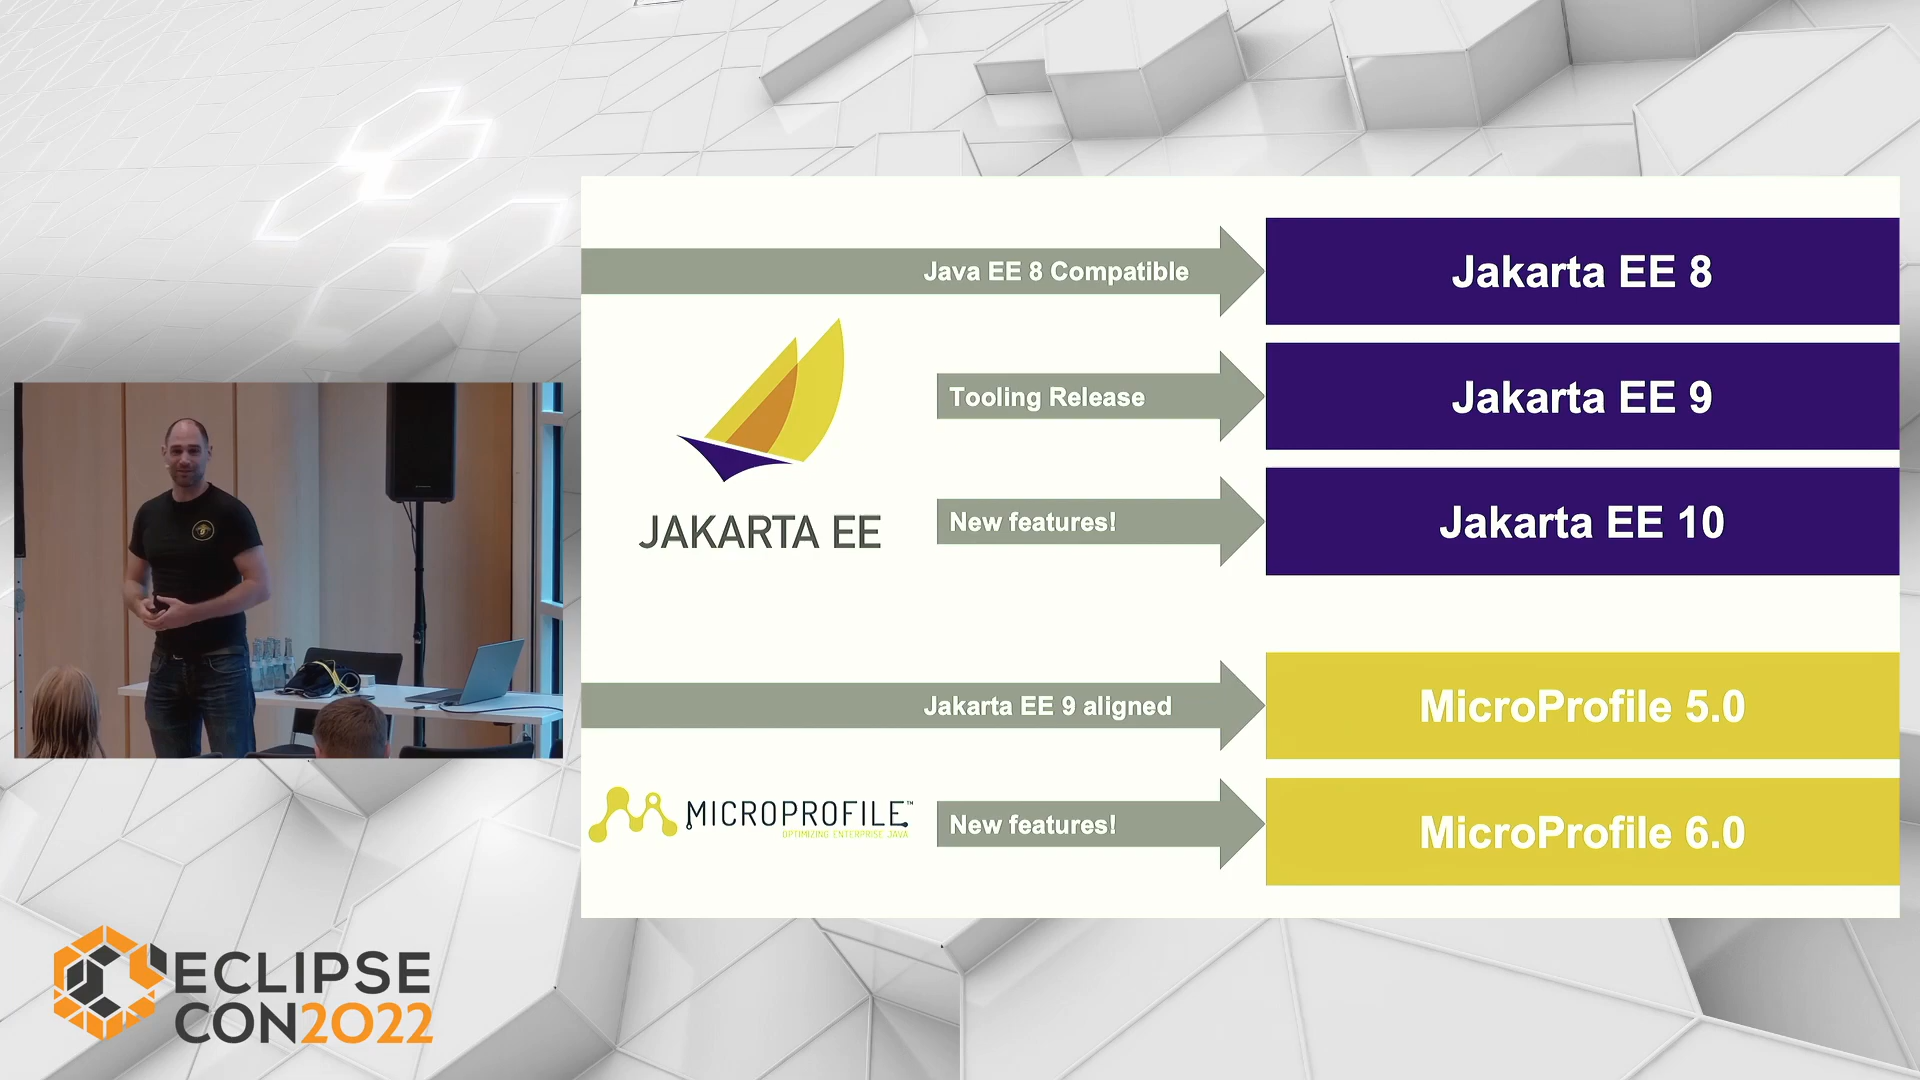 Java EE 8 Compatible
Jakarta EE 8
Tooling Release
Jakarta EE 9
New features!
Jakarta EE 10
JAKARTA EE
Jakarta EE 9 aligned
MicroProfile 5.0
MICROPROFILE™
OPTIMIZING ENTERPRISE JAVA
New features!
MicroProfile 6.0
ECLIPSE
CON2022